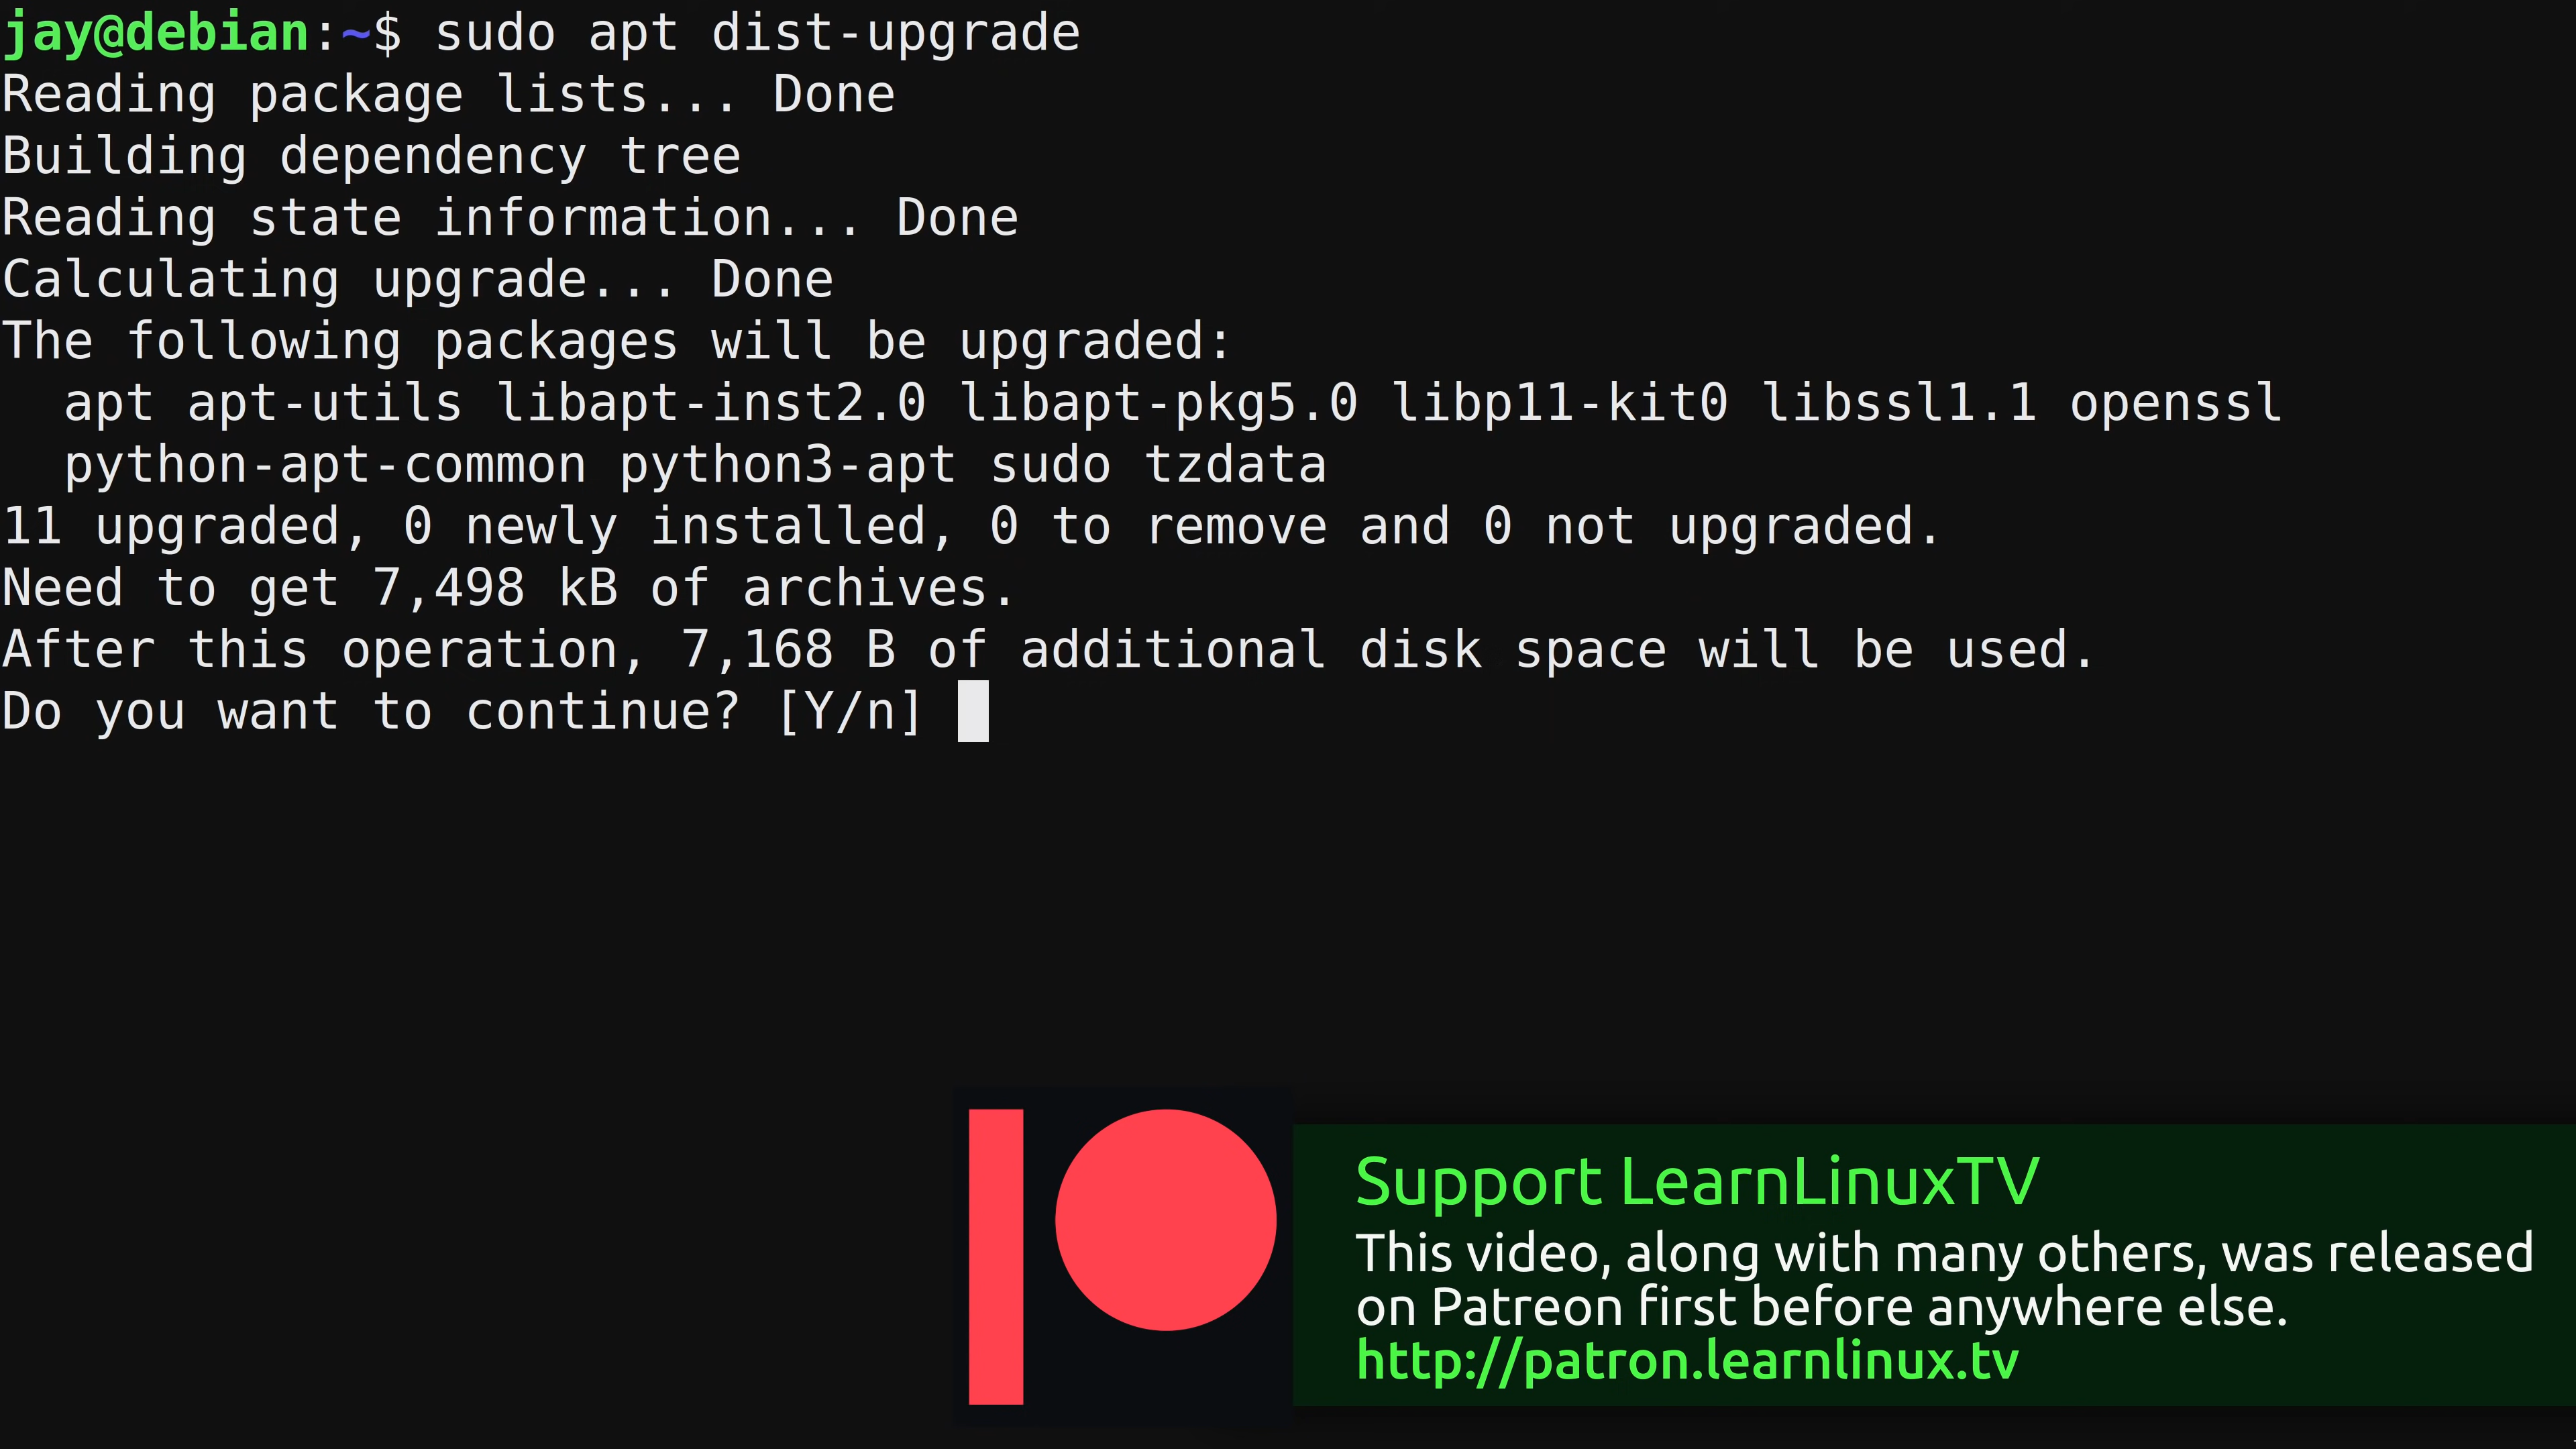 jay@debian:~$ sudo apt dist-upgrade
Reading package lists... Done
Building dependency tree
Reading state information... Done
Calculating upgrade... Done
The following packages will be upgraded:
  apt apt-utils libapt-inst2.0 libapt-pkg5.0 libp11-kit0 libssl1.1 openssl
  python-apt-common python3-apt sudo tzdata
11 upgraded, 0 newly installed, 0 to remove and 0 not upgraded.
Need to get 7,498 kB of archives.
After this operation, 7,168 B of additional disk space will be used.
Do you want to continue? [Y/n]
Support LearnLinuxTV
This video, along with many others, was released
on Patreon first before anywhere else.
http://patron.learnlinux.tv